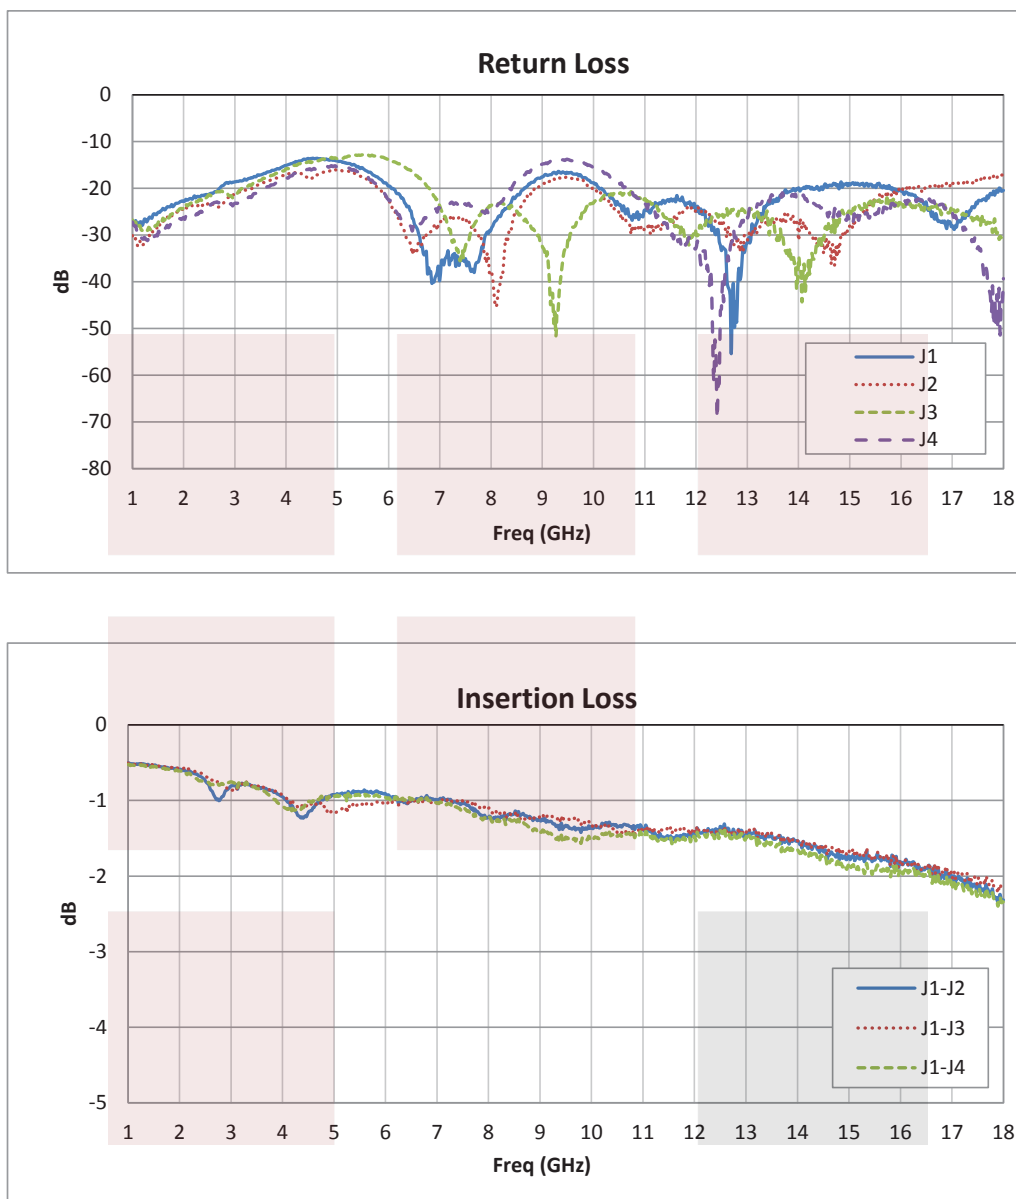 Return Loss
0
-10
-20
-30
-40
-50
-60
-70
-80
dB
J1
J2
J3
J4
1 2 3 4 5 6 7 8 9 10 11 12 13 14 15 16 17 18
Freq (GHz)
Insertion Loss
0
-1
-2
-3
-4
-5
dB
J1-J2
J1-J3
J1-J4
1 2 3 4 5 6 7 8 9 10 11 12 13 14 15 16 17 18
Freq (GHz)